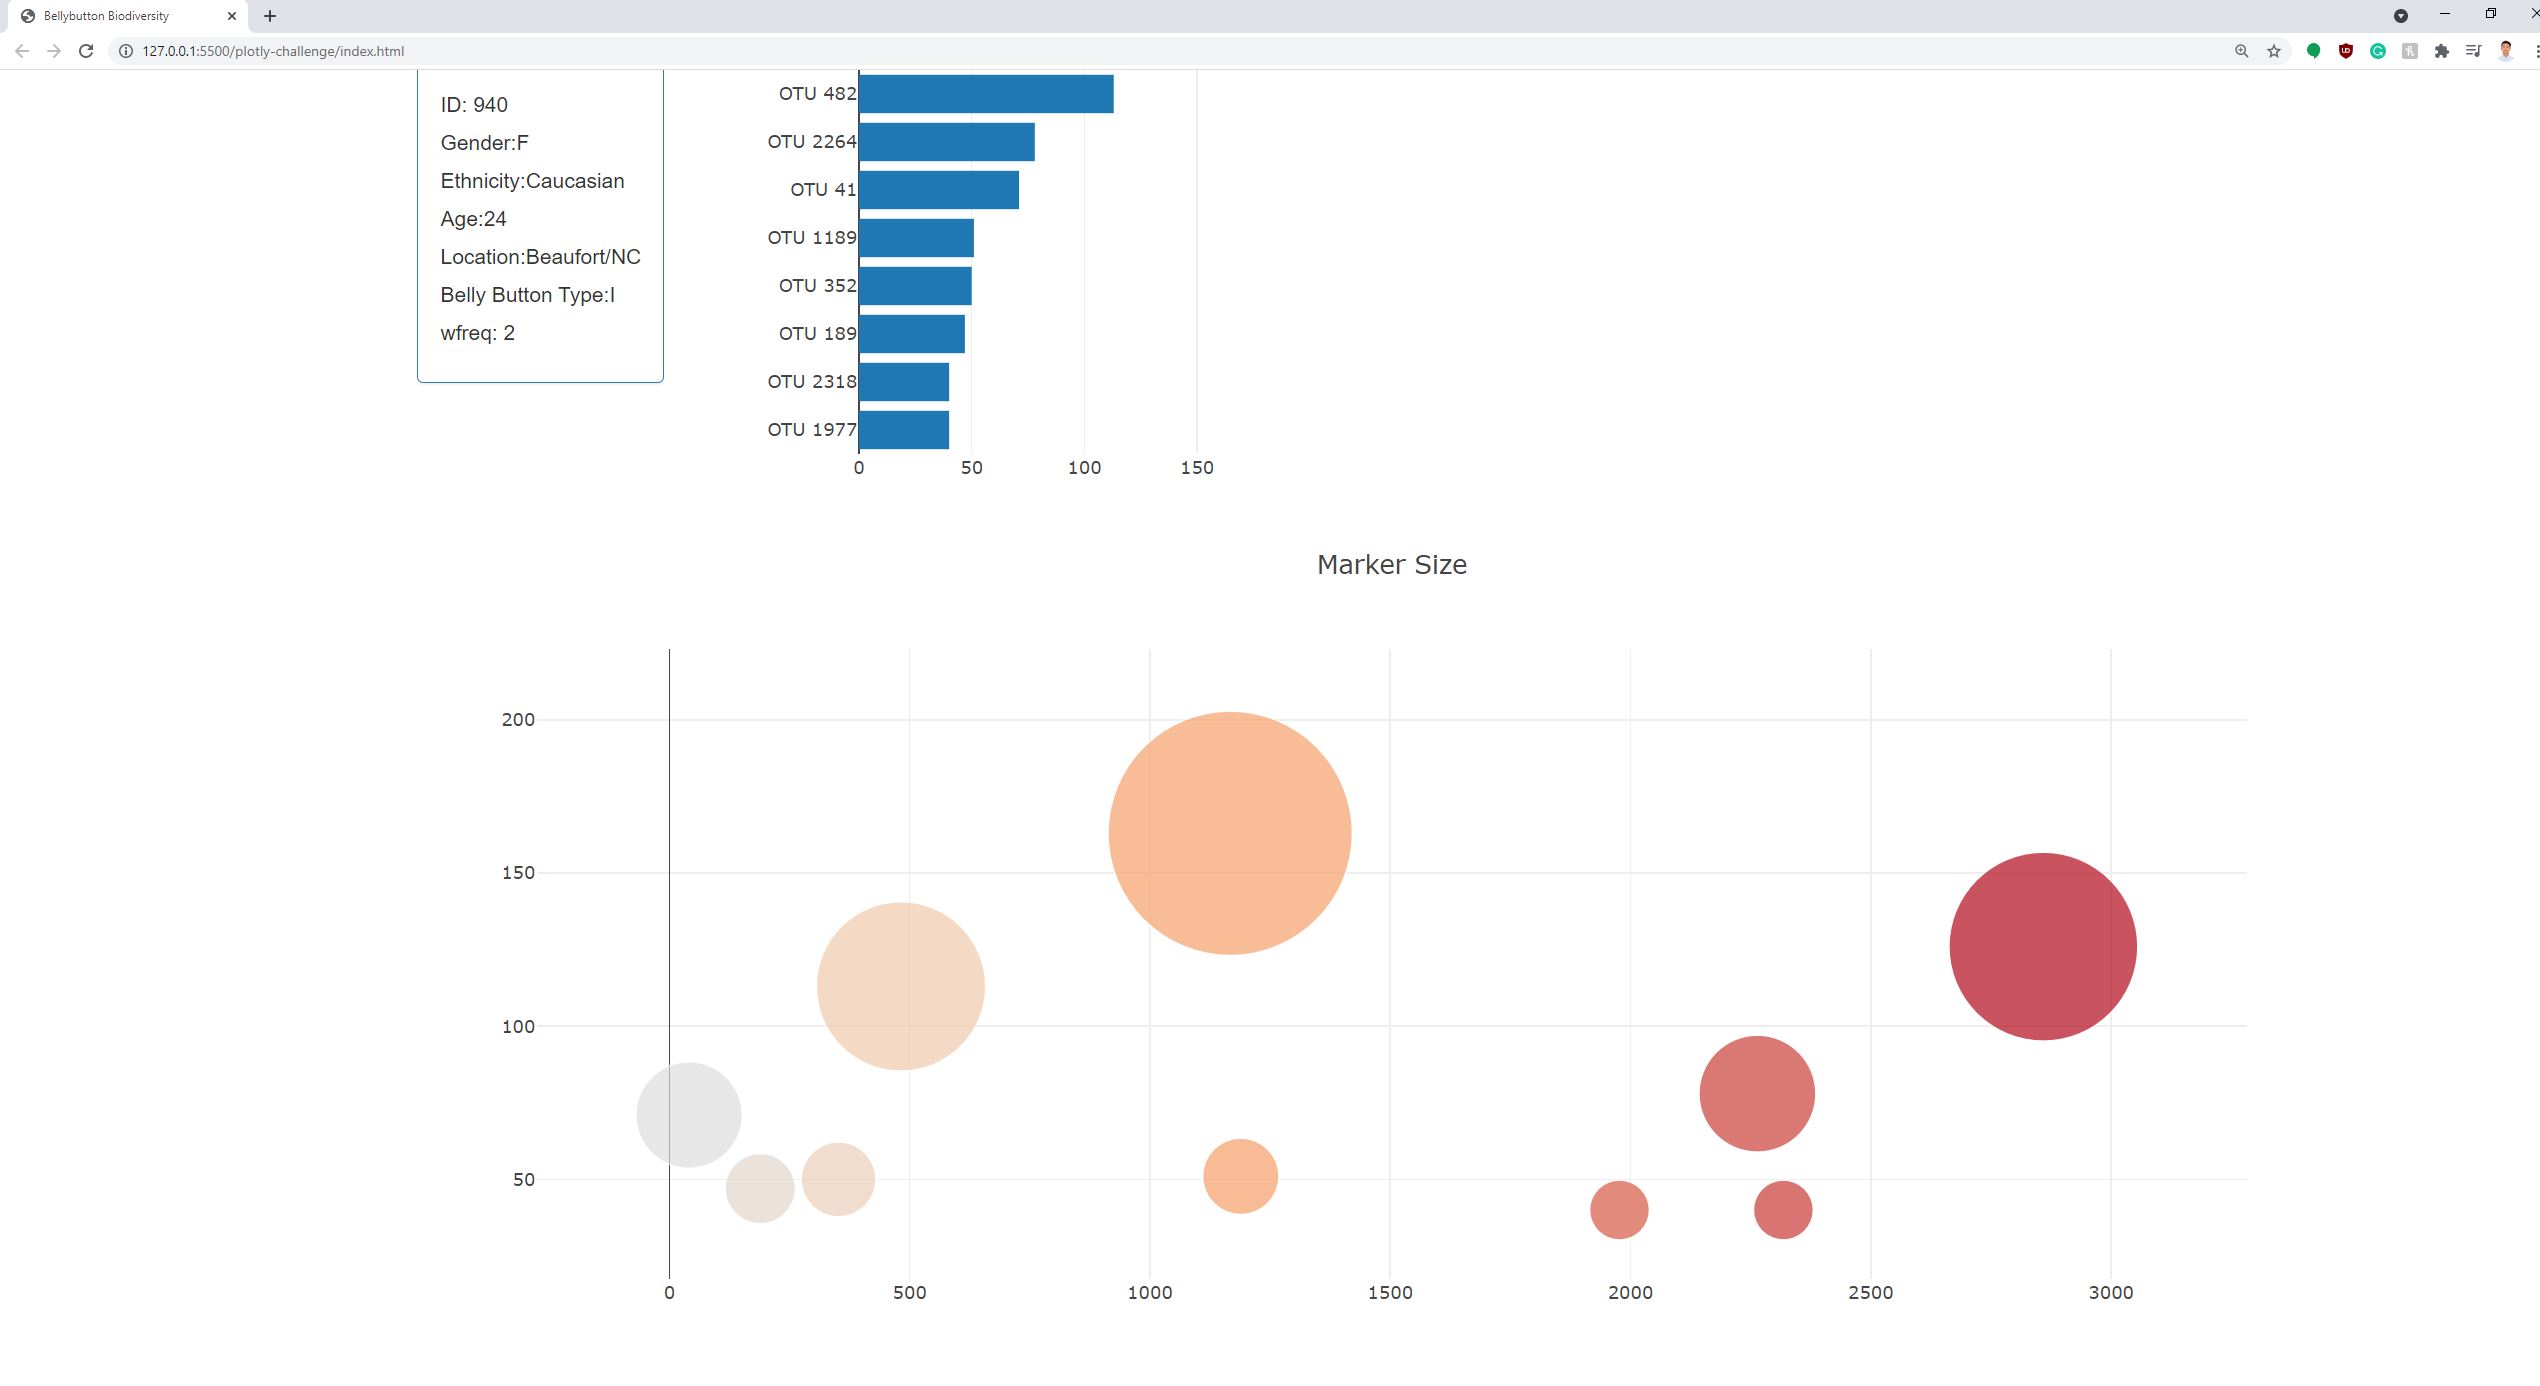 Bellybutton Biodiversity
127.0.0.1:5500/plotly-challenge/index.html
ID: 940
Gender:F
Ethnicity:Caucasian
Age:24
Location:Beaufort/NC
Belly Button Type:I
wfreq: 2
OTU 482
OTU 2264
OTU 41
OTU 1189
OTU 352
OTU 189
OTU 2318
OTU 1977
0 50 100 150
Marker Size
200
150
100
50
0 500 1000 1500 2000 2500 3000